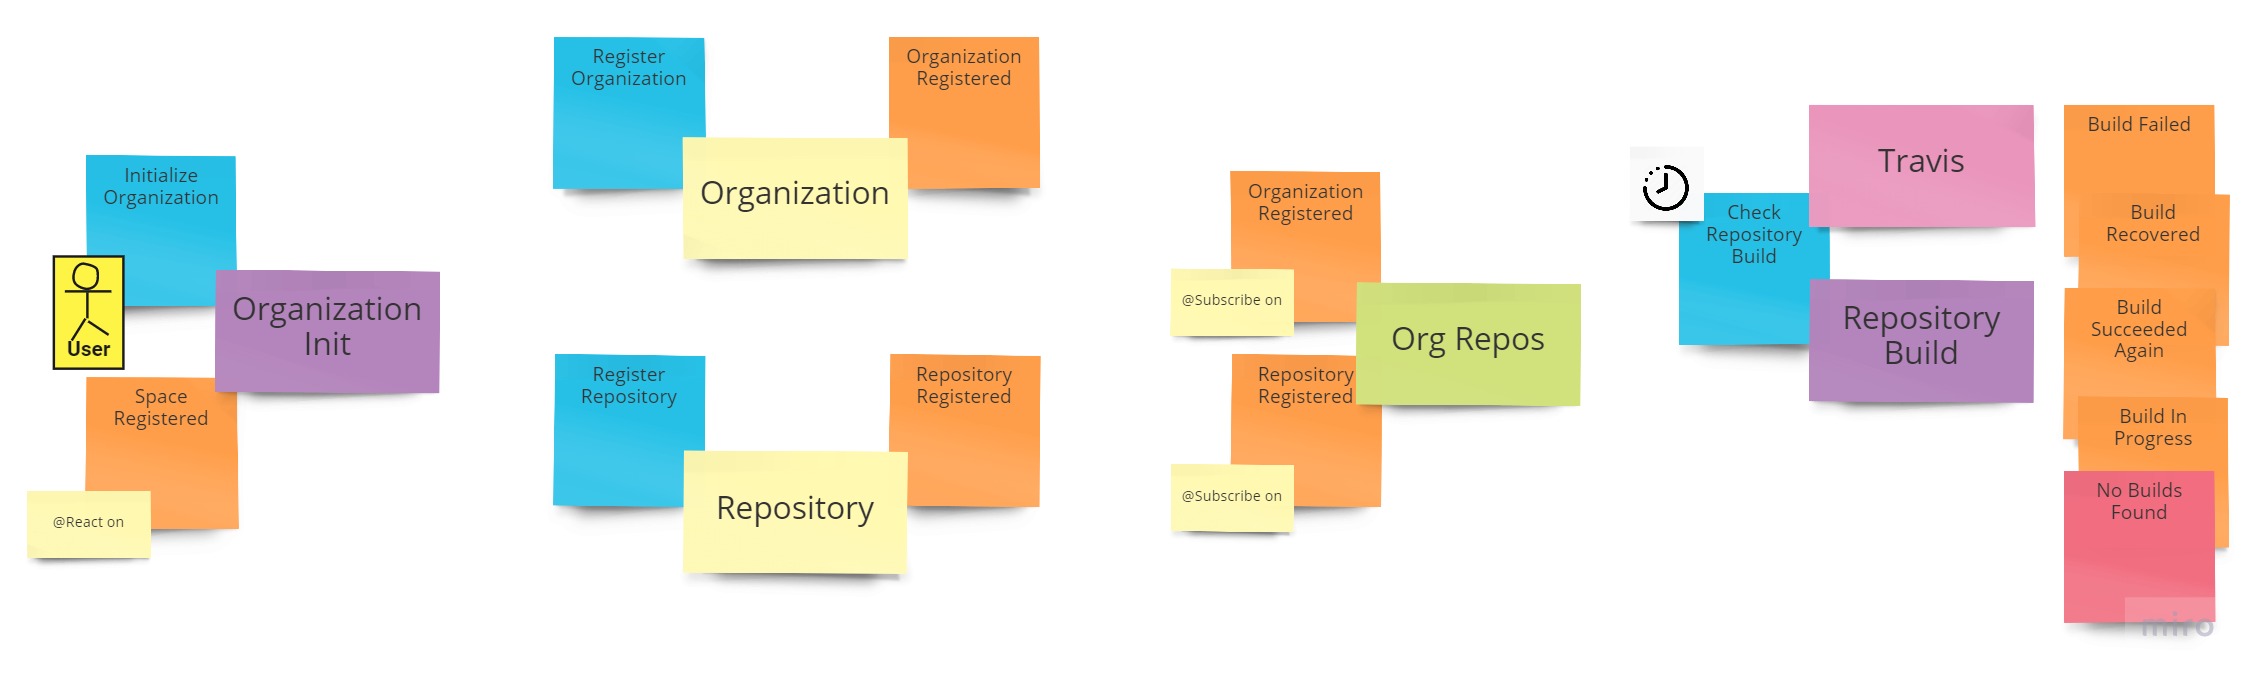 Initialize
Organization
User
Organization
Init
Space
Registered
@React on
Register
Organization
Organization
Registered
Organization
Register
Repository
Repository
Registered
Repository
Organization
Registered
@Subscribe on
Org Repos
Repository
Registered
@Subscribe on
Travis
Check
Repository
Build
Repository
Build
Build Failed
Build
Recovered
Build
Succeeded
Again
Build In
Progress
No Builds
Found
miro